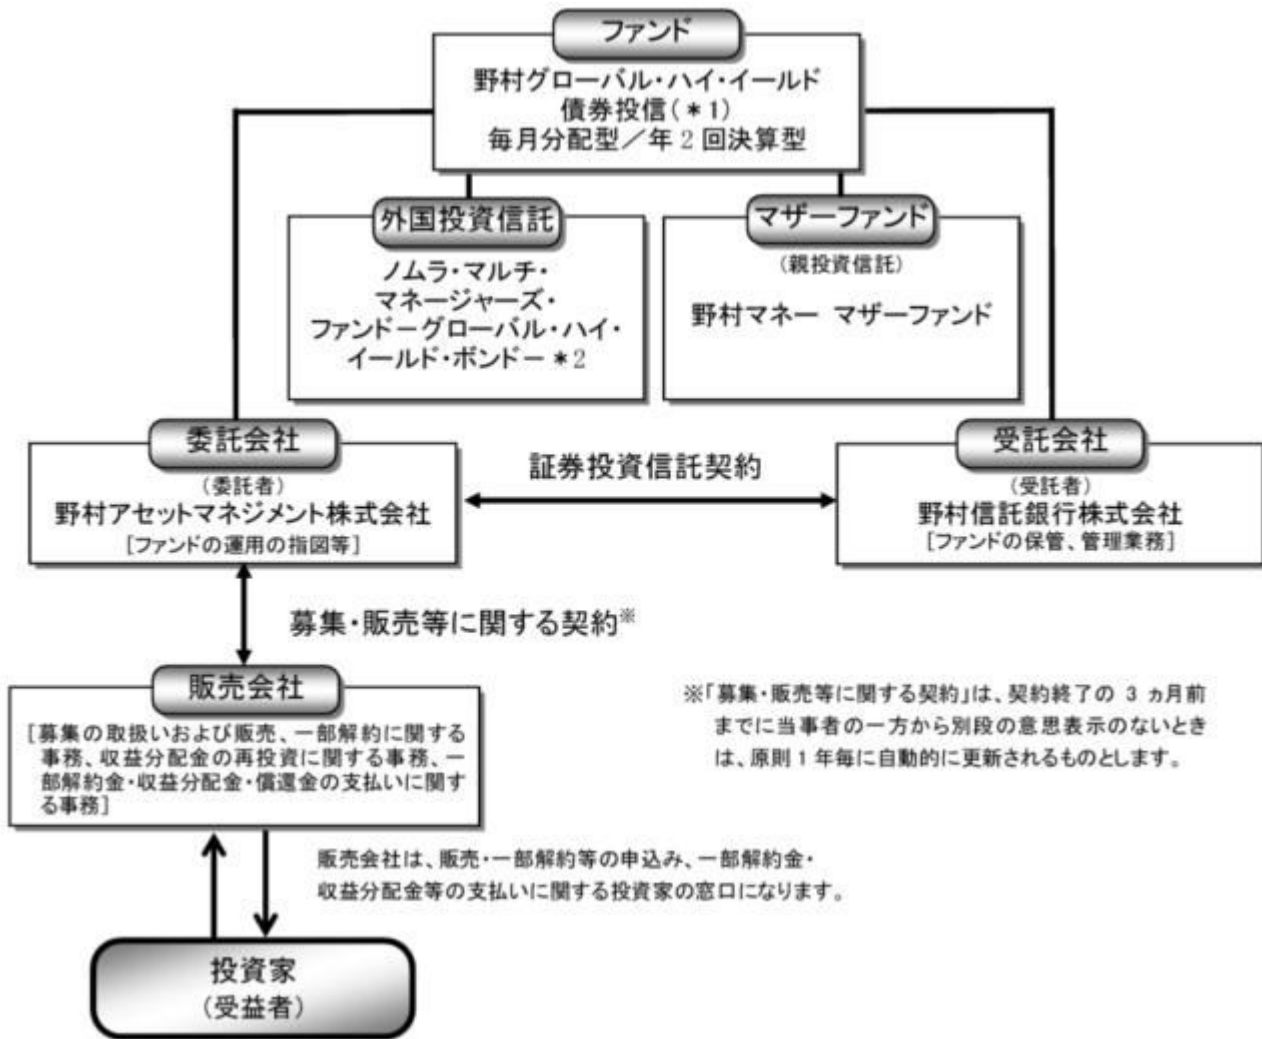 ファンド
野村グローバル・ハイ・イールド
債券投信(＊1)
毎月分配型／年2回決算型
外国投資信託
ノムラ・マルチ・
マネージャーズ・
ファンドーグローバル・ハイ・
イールド・ボンドー＊2
マザーファンド
(親投資信託)
野村マネー マザーファンド
委託会社
(委託者)
野村アセットマネジメント株式会社
[ファンドの運用の指図等]
証券投資信託契約
受託会社
(受託者)
野村信託銀行株式会社
[ファンドの保管、管理業務]
募集・販売等に関する契約※
販売会社
[募集の取扱いおよび販売、一部解約に関する
事務、収益分配金の再投資に関する事務、一
部解約金・収益分配金・償還金の支払いに関す
る事務]
※「募集・販売等に関する契約」は、契約終了の 3 ヵ月前
までに当事者の一方から別段の意思表示のないとき
は、原則1年毎に自動的に更新されるものとします。
販売会社は、販売・一部解約等の申込み、一部解約金・
収益分配金等の支払いに関する投資家の窓口になります。
投資家
(受益者)